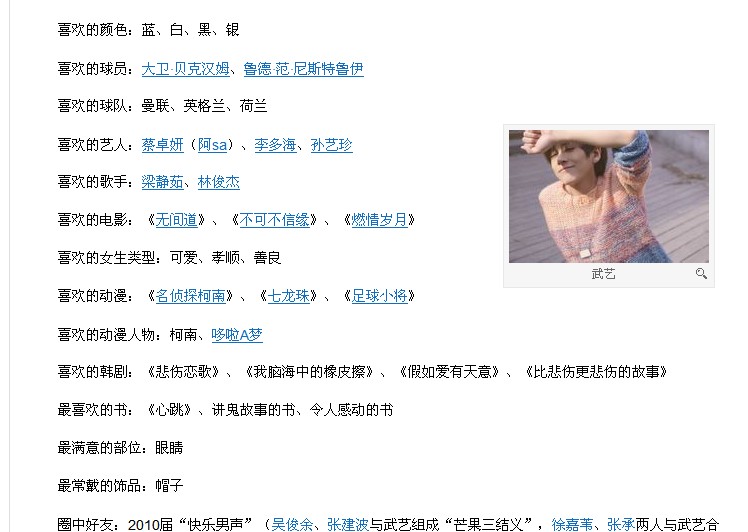 喜欢的颜色：蓝、白、黑、银
喜欢的球员：大卫·贝克汉姆、鲁德·范·尼斯特鲁伊
喜欢的球队：曼联、英格兰、荷兰
喜欢的艺人：蔡卓妍（阿sa）、李多海、孙艺珍
喜欢的歌手：梁静茹、林俊杰
喜欢的电影：《无间道》、《不可不信缘》、《燃情岁月》
喜欢的女生类型：可爱、孝顺、善良
武艺
喜欢的动漫：《名侦探柯南》、《七龙珠》、《足球小将》
喜欢的动漫人物：柯南、哆啦A梦
喜欢的韩剧：《悲伤恋歌》、《我脑海中的橡皮擦》、《假如爱有天意》、《比悲伤更悲伤的故事》
最喜欢的书：《心跳》、讲鬼故事的书、令人感动的书
最满意的部位：眼睛
最常戴的饰品：帽子
圈中好友：2010届“快乐男声”（吴俊余、张建波与武艺组成“芒果三结义”，徐嘉苇、张承两人与武艺合